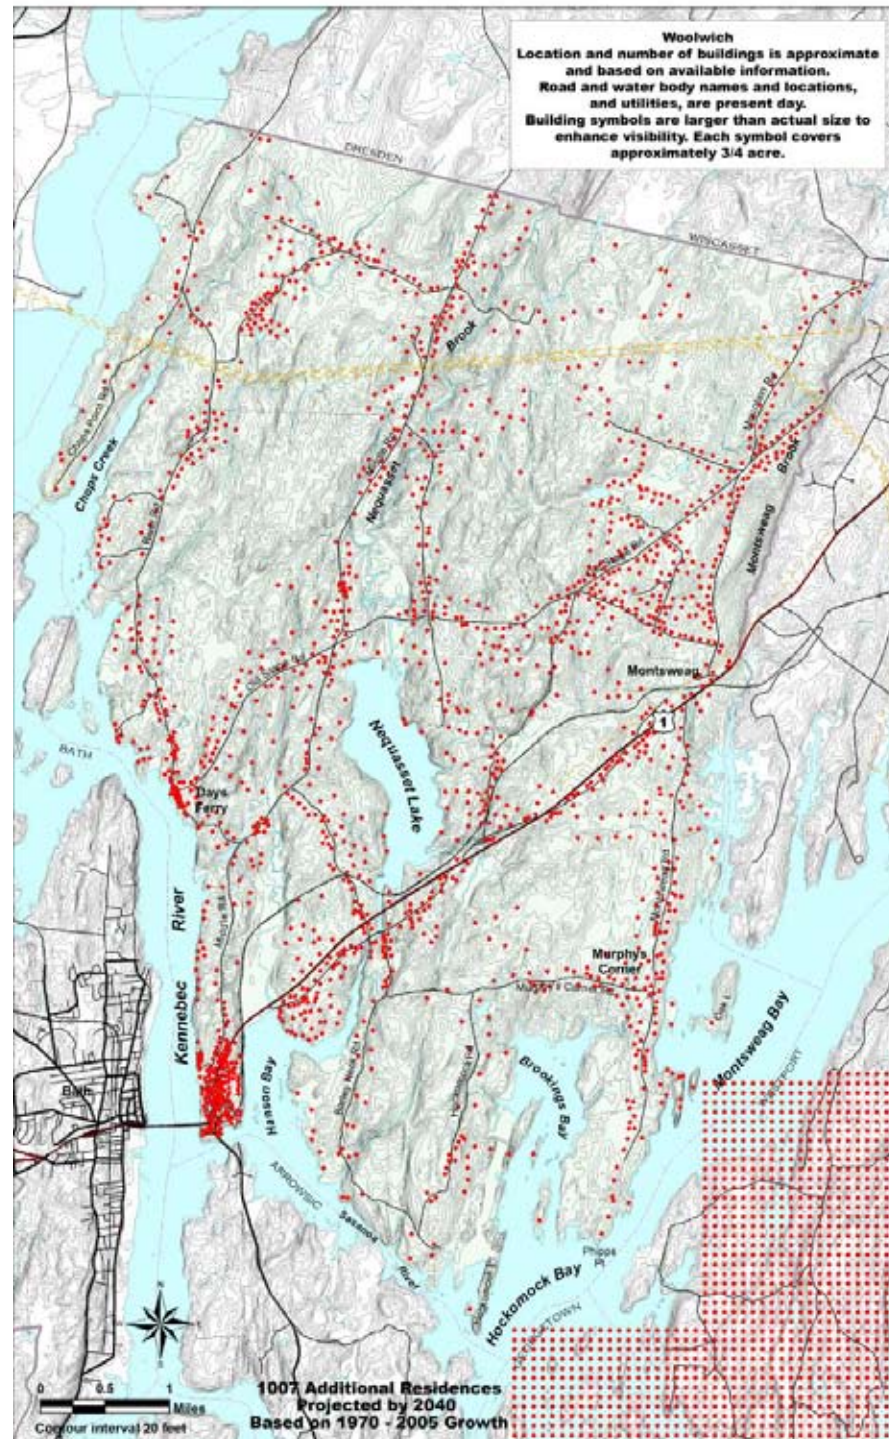 Woolwich
Location and number of buildings is approximate
and based on available information.
Road and water body names and locations,
and utilities, are present day.
Building symbols are larger than actual size to
enhance visibility. Each symbol covers
approximately 3/4 acre.
DRESDEN
WISCASSET
Brook
Chops Point Rd
Chops Creek
Nequasset
Brook
Montsweag
Montsweag
1
BATH
Nequasset Lake
Days
Ferry
Kennebec River
Murphys
Corner
Montsweag Bay
WESTPORT
Bath
Hanson Bay
Brookings Bay
ARROWSIC
Sasanoa River
Phipps
Pt
Hockomock Bay
0 0.5 1
Miles
Contour interval 20 feet
1007 Additional Residences
Projected by 2040
Based on 1970 - 2005 Growth